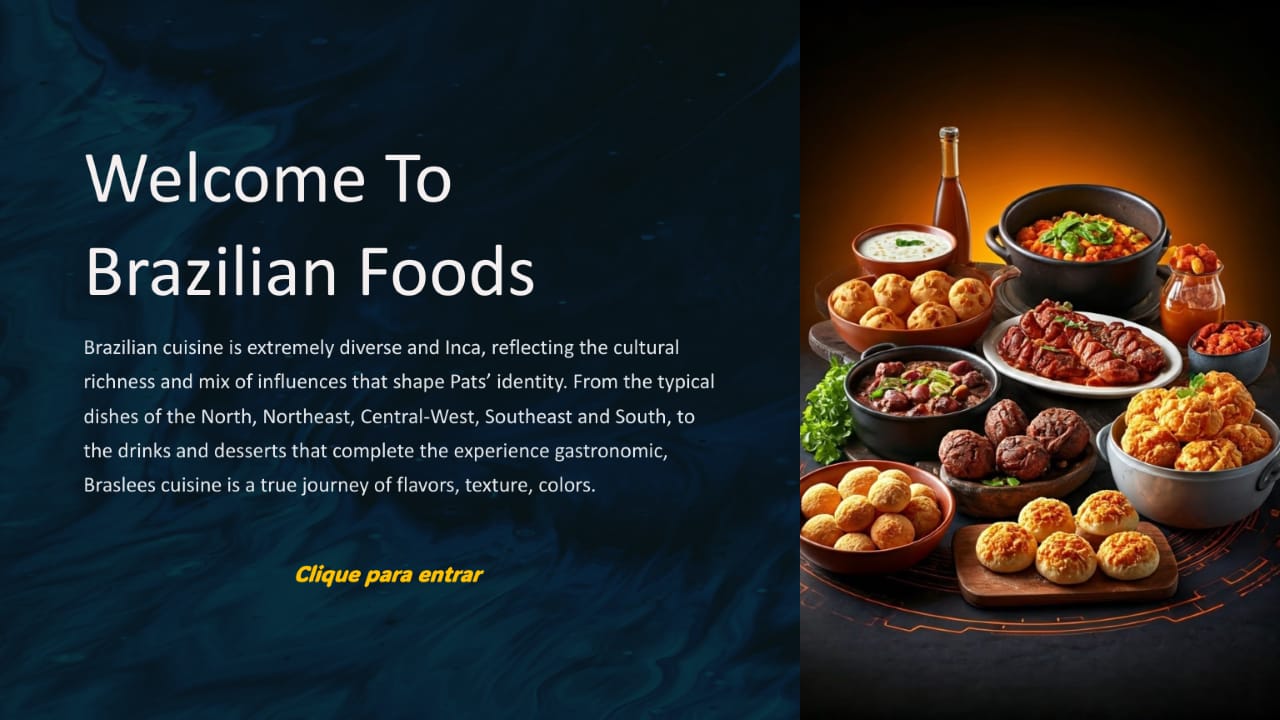 Welcome To
Brazilian Foods
Brazilian cuisine is extremely diverse and Inca, reflecting the cultural
richness and mix of influences that shape Pats’ identity. From the typical
dishes of the North, Northeast, Central-West, Southeast and South, to
the drinks and desserts that complete the experience gastronomic,
Braslees cuisine is a true journey of flavors, texture, colors.
Clique para entrar